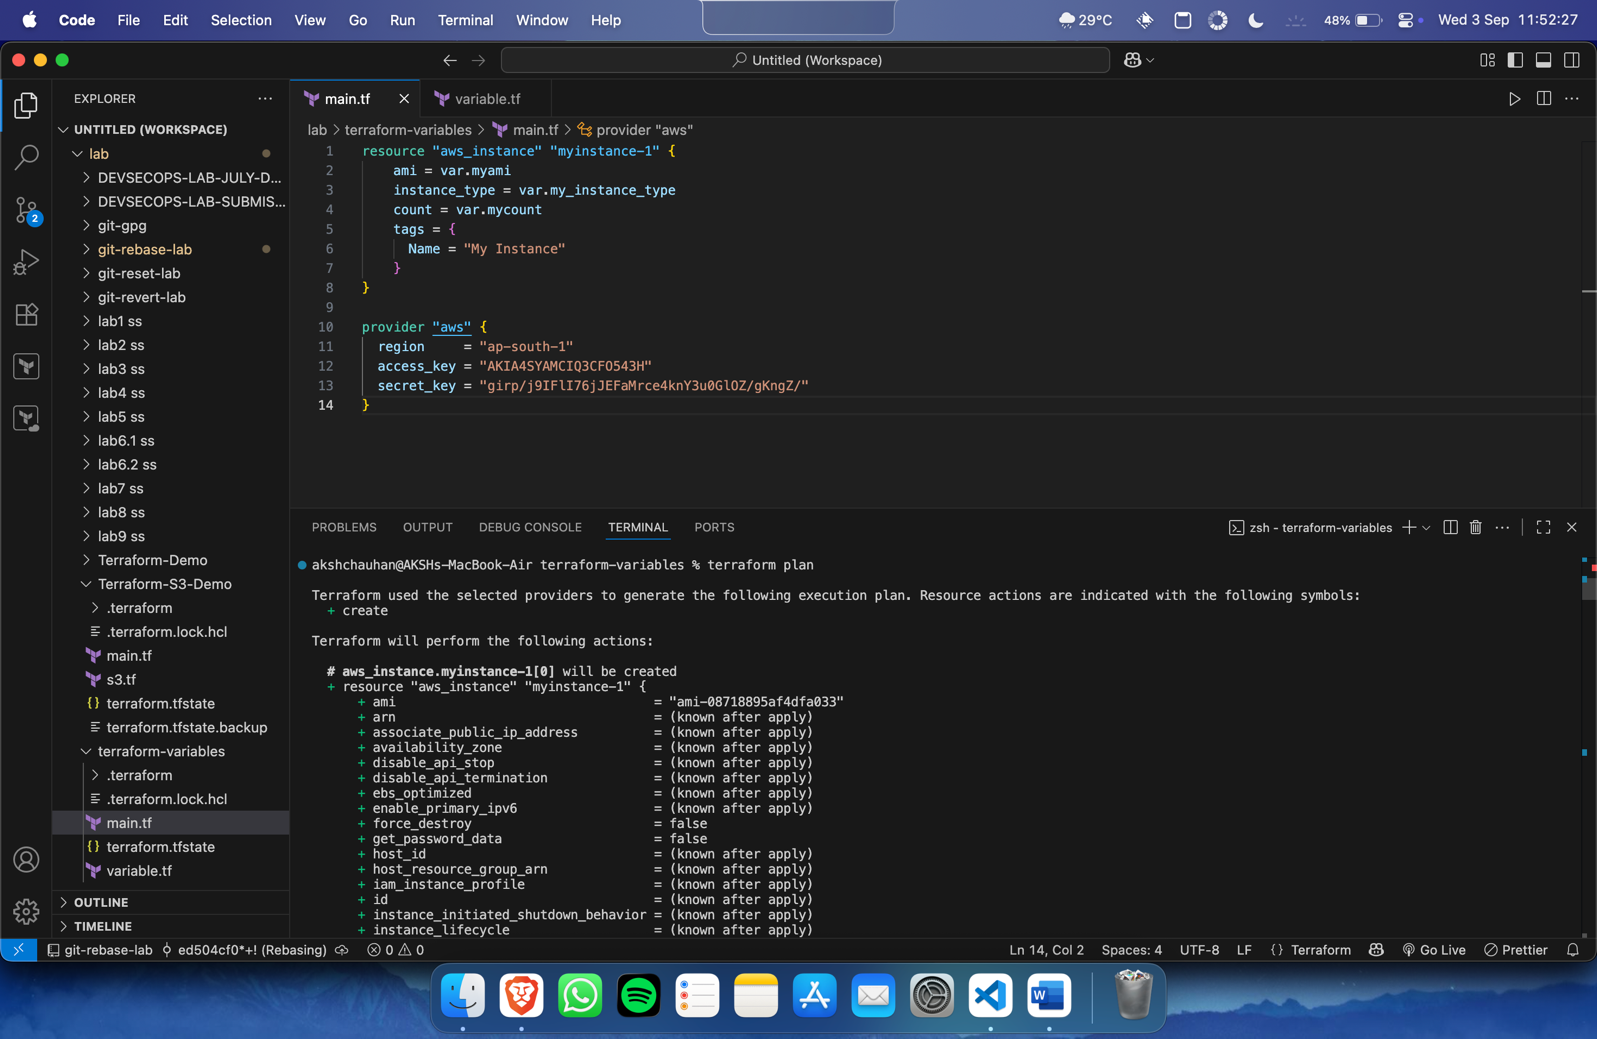 Code File Edit Selection View Go Run Terminal Window Help 29°C 48% Wed 3 Sep 11:52:27
Untitled (Workspace)
EXPLORER
main.tf
variable.tf
UNTITLED (WORKSPACE)
lab
DEVSECOPS-LAB-JULY-D...
DEVSECOPS-LAB-SUBMIS...
git-gpg
git-rebase-lab
git-reset-lab
git-revert-lab
lab1 ss
lab2 ss
lab3 ss
lab4 ss
lab5 ss
lab6.1 ss
lab6.2 ss
lab7 ss
lab8 ss
lab9 ss
Terraform-Demo
Terraform-S3-Demo
.terraform
.terraform.lock.hcl
main.tf
s3.tf
{} terraform.tfstate
terraform.tfstate.backup
terraform-variables
.terraform
.terraform.lock.hcl
main.tf
{} terraform.tfstate
variable.tf
OUTLINE
TIMELINE
2
lab > terraform-variables > main.tf > provider "aws"
1 resource "aws_instance" "myinstance-1" {
2 ami = var.myami
3 instance_type = var.my_instance_type
4 count = var.mycount
5 tags = {
6 Name = "My Instance"
7 }
8 }
9
10 provider "aws" {
11 region = "ap-south-1"
12 access_key = "AKIA4SYAMCIQ3CFO543H"
13 secret_key = "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"
14 }
PROBLEMS OUTPUT DEBUG CONSOLE TERMINAL PORTS
zsh - terraform-variables
akshchauhan@AKSHs-MacBook-Air terraform-variables % terraform plan
Terraform used the selected providers to generate the following execution plan. Resource actions are indicated with the following symbols:
+ create
Terraform will perform the following actions:
# aws_instance.myinstance-1[0] will be created
+ resource "aws_instance" "myinstance-1" {
+ ami = "ami-08718895af4dfa033"
+ arn = (known after apply)
+ associate_public_ip_address = (known after apply)
+ availability_zone = (known after apply)
+ disable_api_stop = (known after apply)
+ disable_api_termination = (known after apply)
+ ebs_optimized = (known after apply)
+ enable_primary_ipv6 = (known after apply)
+ force_destroy = false
+ get_password_data = false
+ host_id = (known after apply)
+ host_resource_group_arn = (known after apply)
+ iam_instance_profile = (known after apply)
+ id = (known after apply)
+ instance_initiated_shutdown_behavior = (known after apply)
+ instance_lifecycle = (known after apply)
git-rebase-lab ed504cf0*+! (Rebasing) 0 0 Ln 14, Col 2 Spaces: 4 UTF-8 LF {} Terraform Go Live Prettier
W